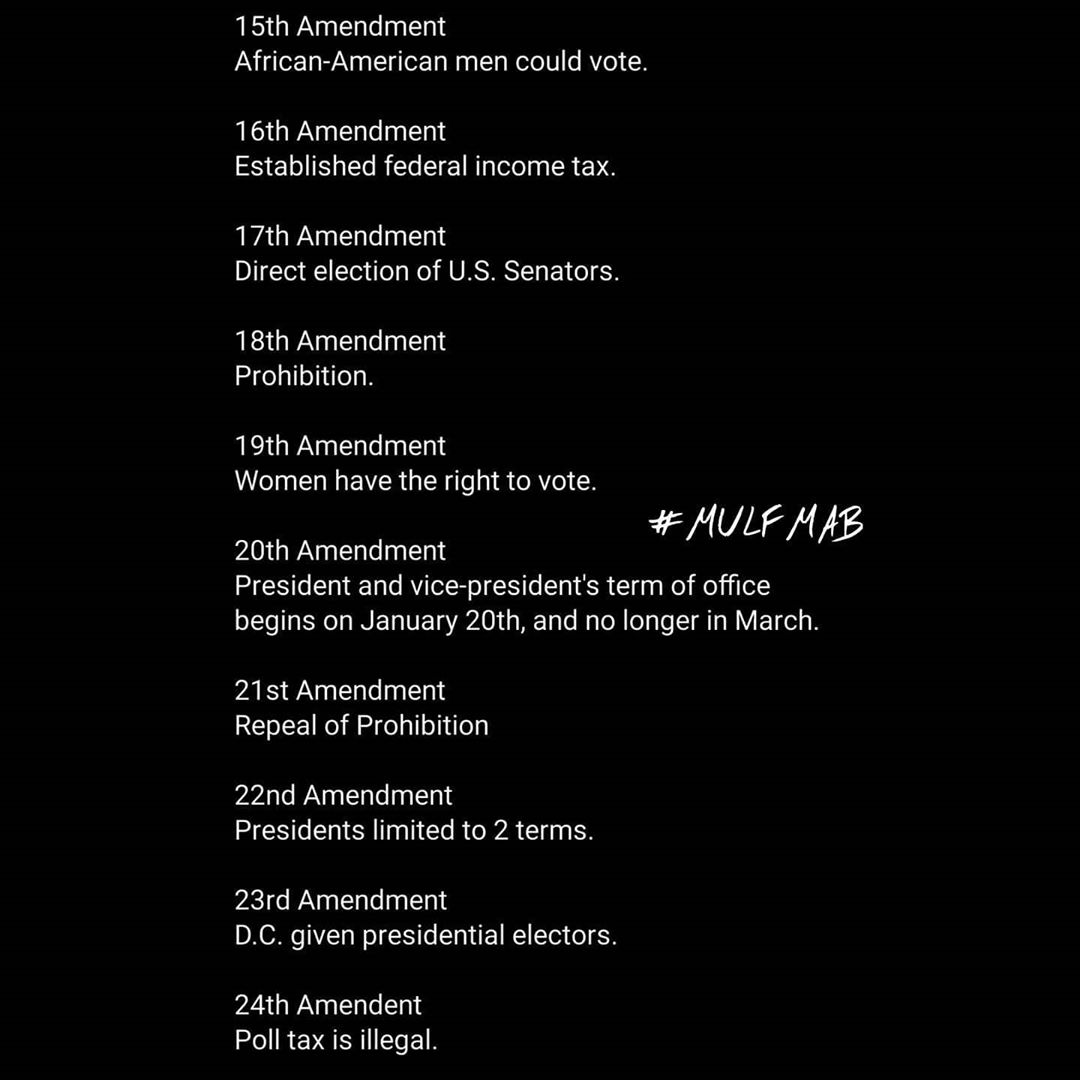 15th Amendment
African-American men could vote.
16th Amendment
Established federal income tax.
17th Amendment
Direct election of U.S. Senators.
18th Amendment
Prohibition.
19th Amendment
Women have the right to vote.
#MULFMAB
20th Amendment
President and vice-president's term of office
begins on January 20th, and no longer in March.
21st Amendment
Repeal of Prohibition
22nd Amendment
Presidents limited to 2 terms.
23rd Amendment
D.C. given presidential electors.
24th Amendent
Poll tax is illegal.